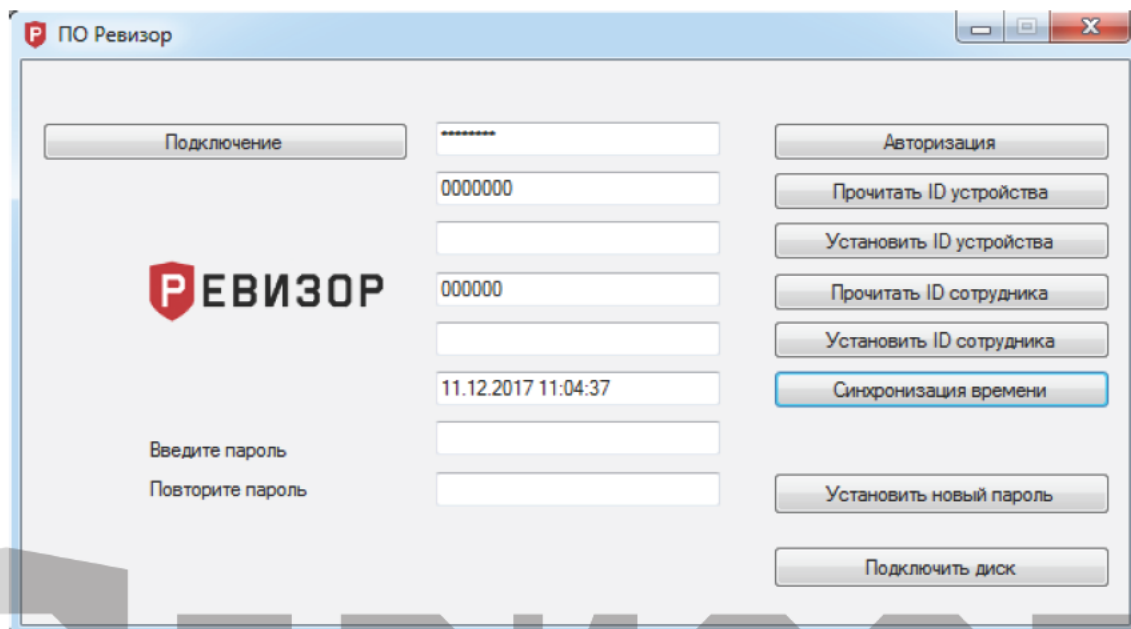 ПО Ревизор
Подключение
********
Авторизация
0000000
Прочитать ID устройства
Установить ID устройства
РЕВИЗОР
000000
Прочитать ID сотрудника
Установить ID сотрудника
11.12.2017 11:04:37
Синхронизация времени
Введите пароль
Повторите пароль
Установить новый пароль
Подключить диск